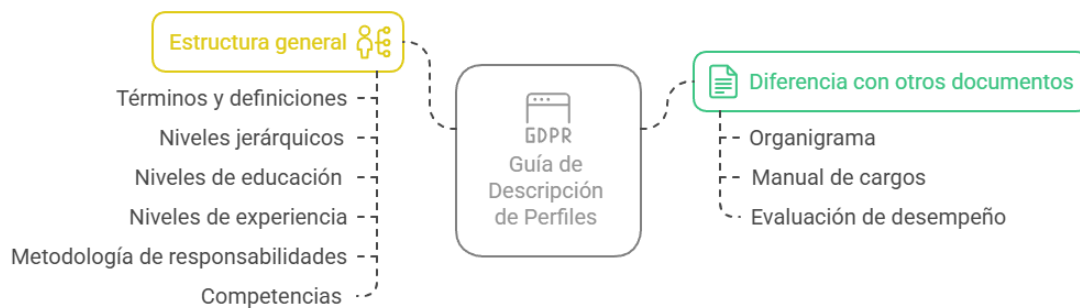 Estructura general
Términos y definiciones
Niveles jerárquicos
Niveles de educación
Niveles de experiencia
Metodología de responsabilidades
Competencias
GDPR
Guía de
Descripción
de Perfiles
Diferencia con otros documentos
Organigrama
Manual de cargos
Evaluación de desempeño